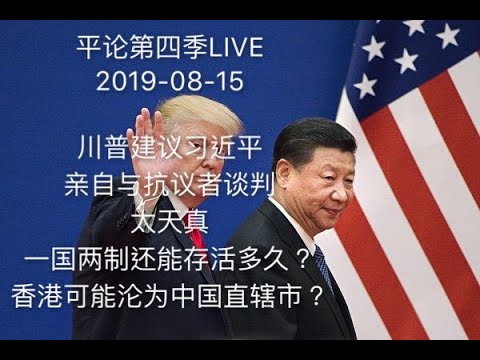 平论第四季LIVE
2019-08-15
川普建议习近平
亲自与抗议者谈判
太天真
一国两制还能存活多久？
香港可能沦为中国直辖市？